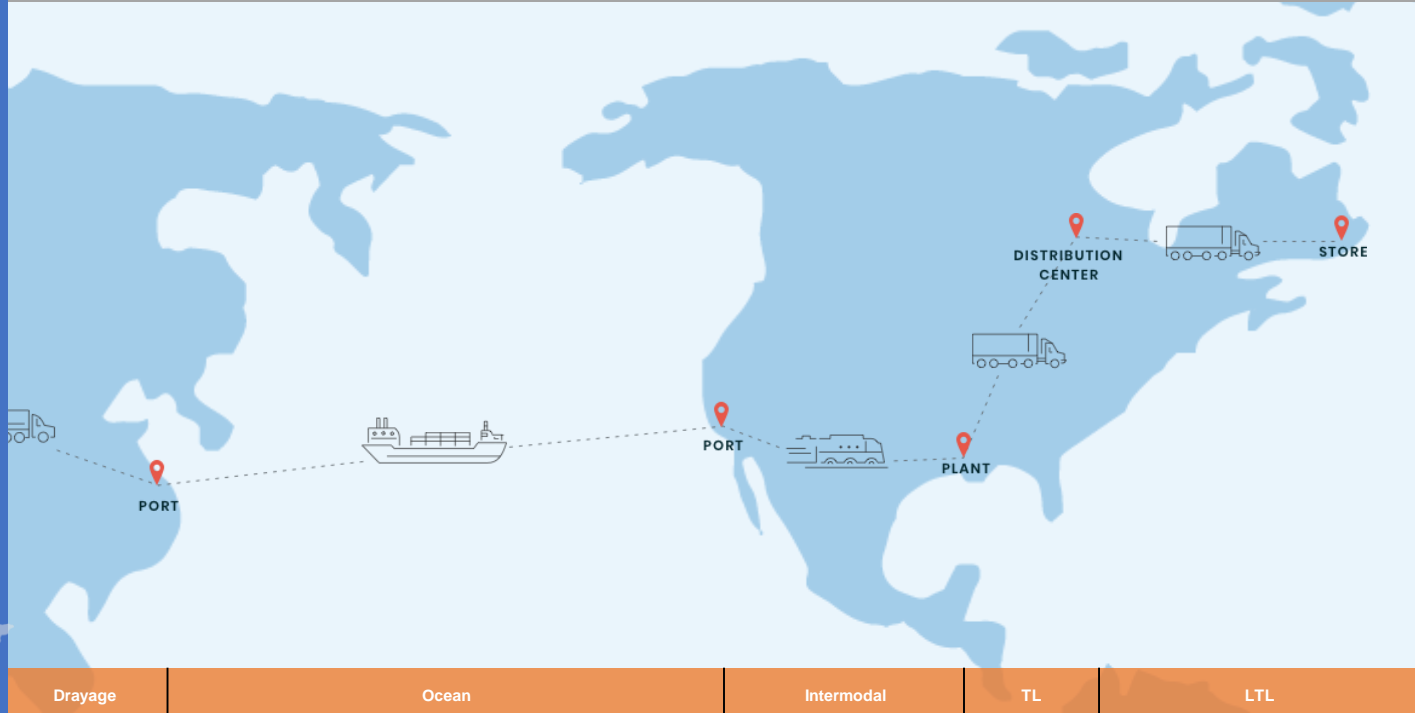 DISTRIBUTION
CENTER
STORE
PORT
PLANT
PORT
Drayage
Ocean
Intermodal
TL
LTL